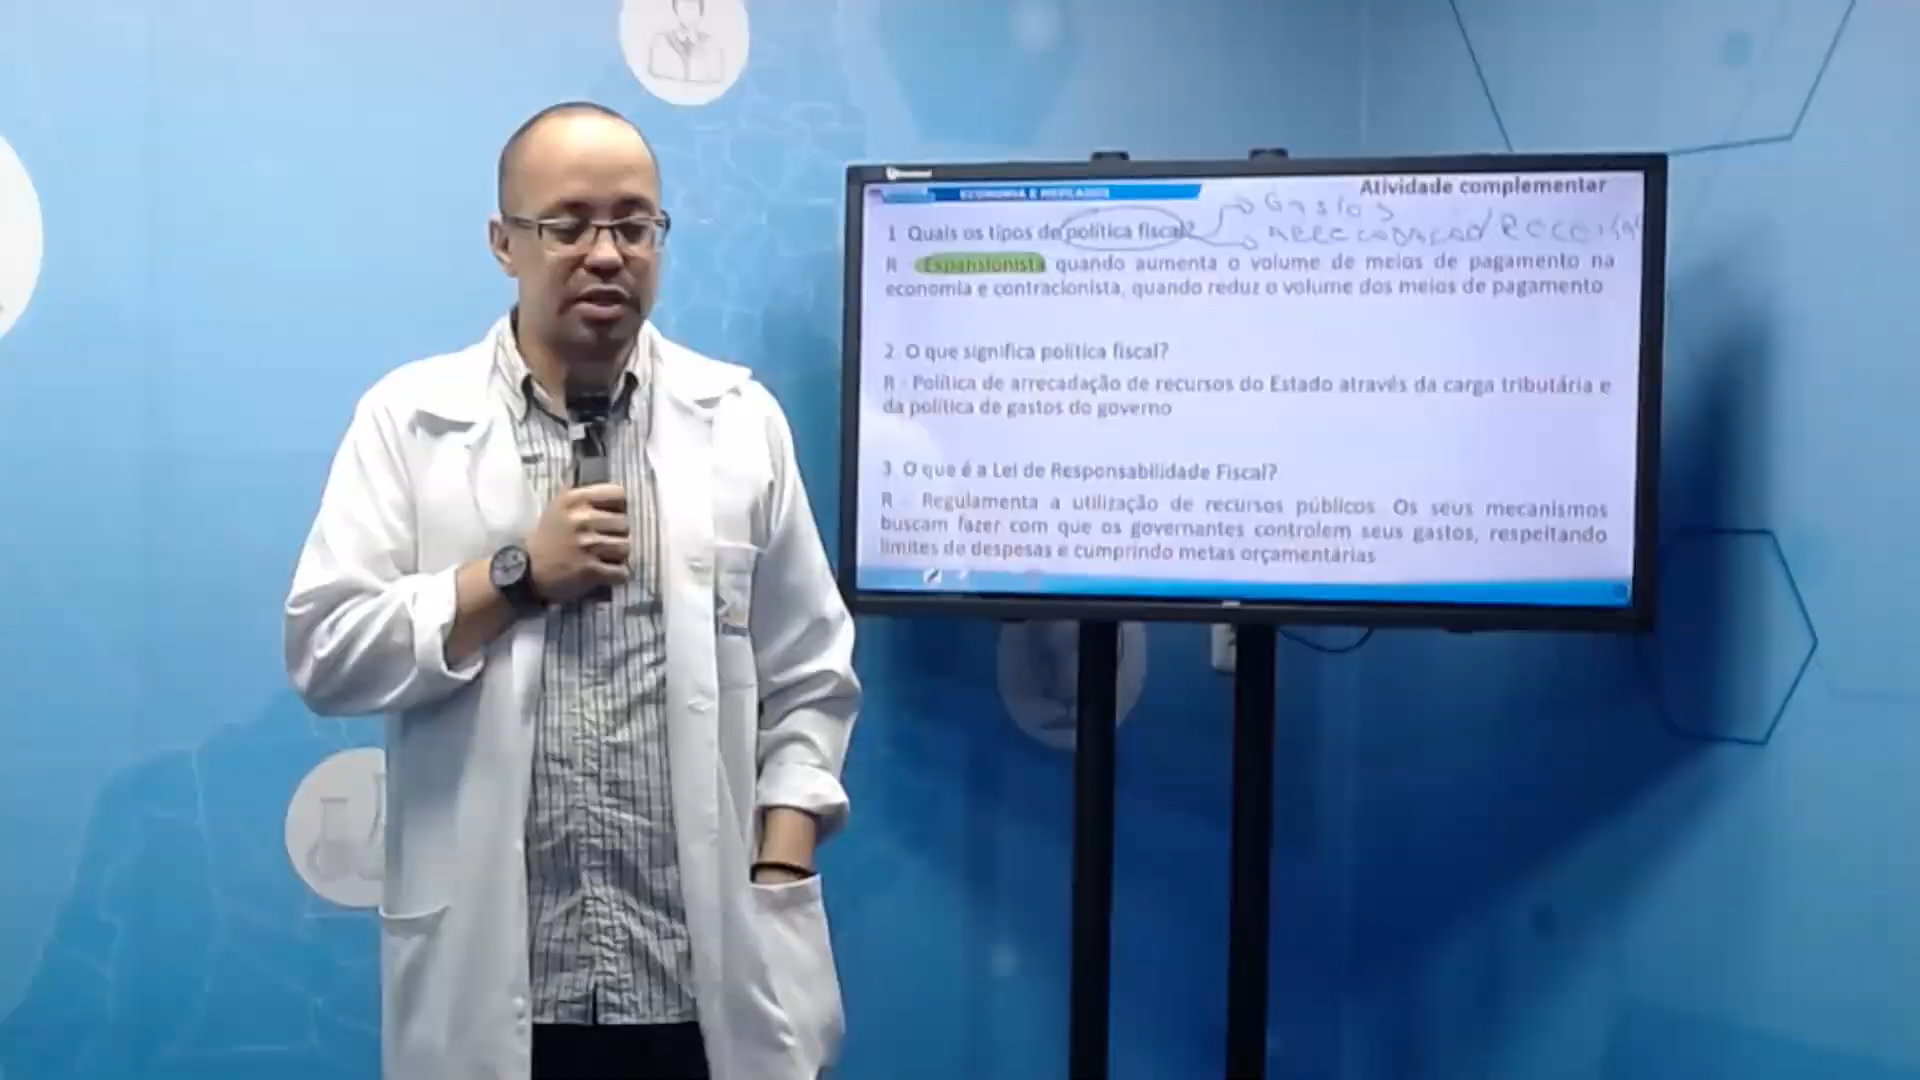 ECONOMIA E MERCADO
Atividade complementar
Gastos
Arrecadação/Receitas
1 Quais os tipos de política fiscal?
R - Expansionista quando aumenta o volume de meios de pagamento na
economia e contracionista, quando reduz o volume dos meios de pagamento
2. O que significa política fiscal?
R - Política de arrecadação de recursos do Estado através da carga tributária e
da política de gastos do governo
3. O que é a Lei de Responsabilidade Fiscal?
R - Regulamenta a utilização de recursos públicos. Os seus mecanismos
buscam fazer com que os governantes controlem seus gastos, respeitando
limites de despesas e cumprindo metas orçamentárias